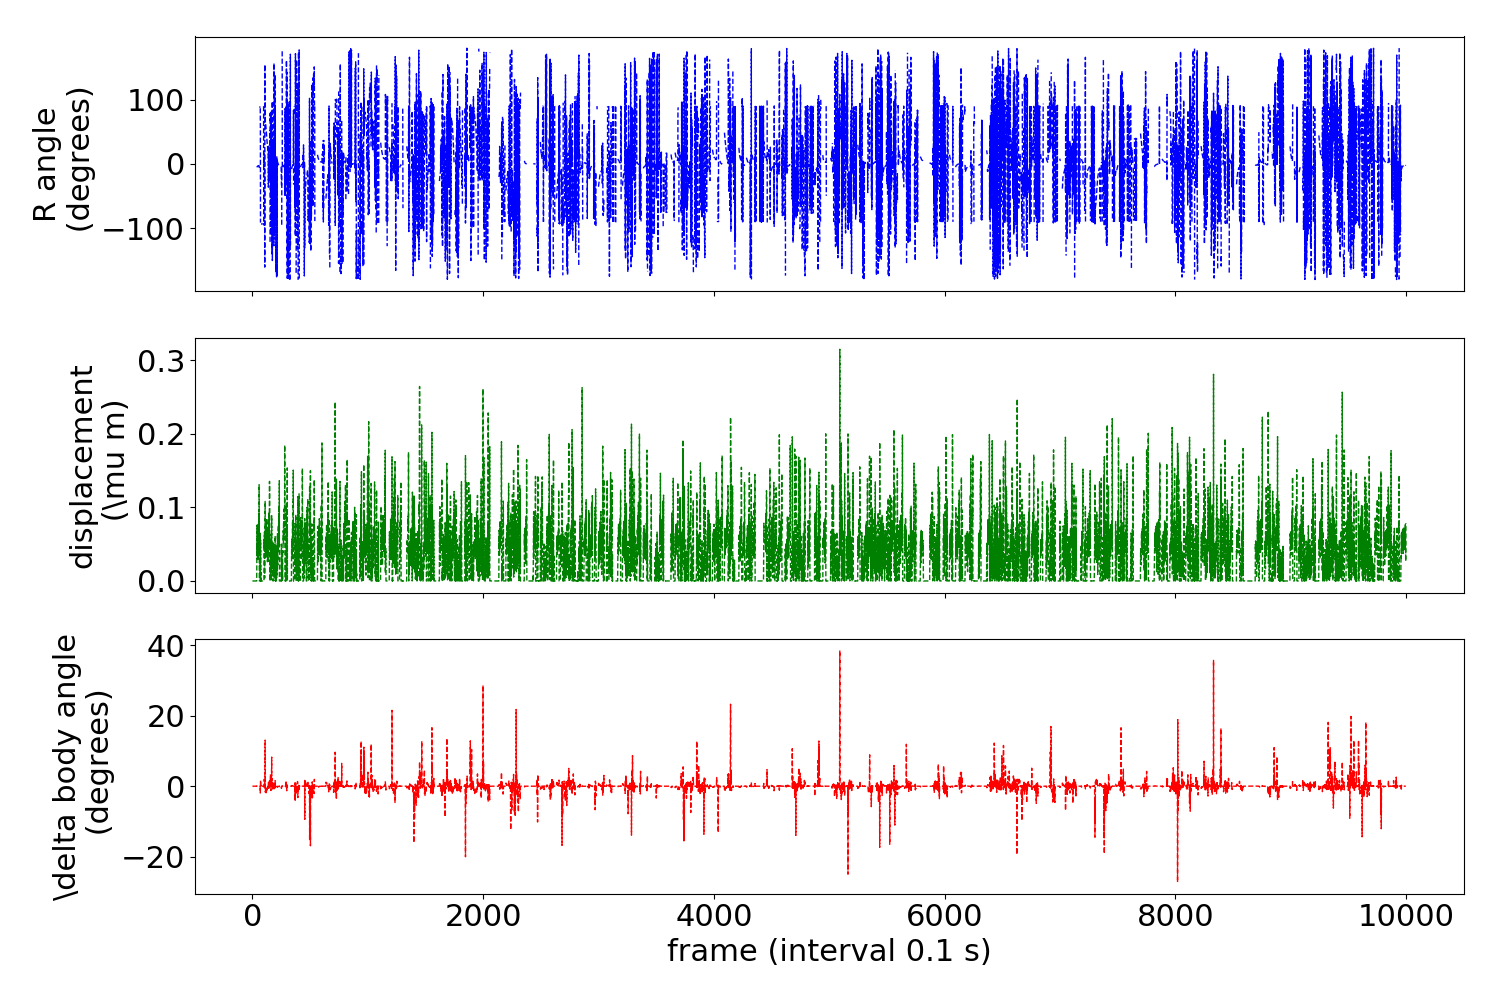 R angle
(degrees)
100
0
−100
displacement
(\mu m)
0.3
0.2
0.1
0.0
\delta body angle
(degrees)
40
20
0
−20
0 2000 4000 6000 8000 10000
frame (interval 0.1 s)